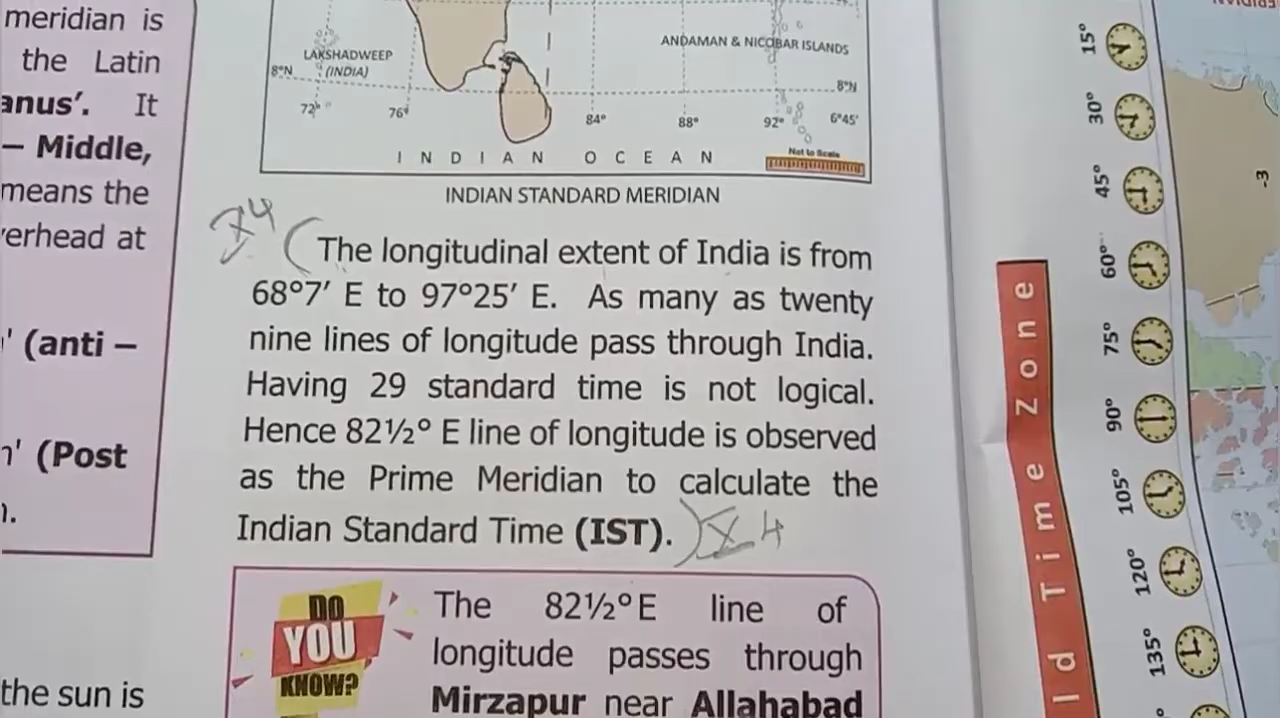 meridian is
the Latin
anus'. It
– Middle,
means the
erhead at
' (anti –
' (Post
).
the sun is
LAKSHADWEEP
(INDIA)
ANDAMAN & NICOBAR ISLANDS
8°N
8°N
72°
76°
84°
88°
92°
6°45'
INDIAN OCEAN
Not to Scale
INDIAN STANDARD MERIDIAN
The longitudinal extent of India is from
68°7' E to 97°25' E. As many as twenty
nine lines of longitude pass through India.
Having 29 standard time is not logical.
Hence 82½° E line of longitude is observed
as the Prime Meridian to calculate the
Indian Standard Time (IST).
DO
YOU
KNOW?
The 82½° E line of
longitude passes through
Mirzapur near Allahabad
ld Time Zone
15°
30°
45°
60°
75°
90°
105°
120°
135°
-3